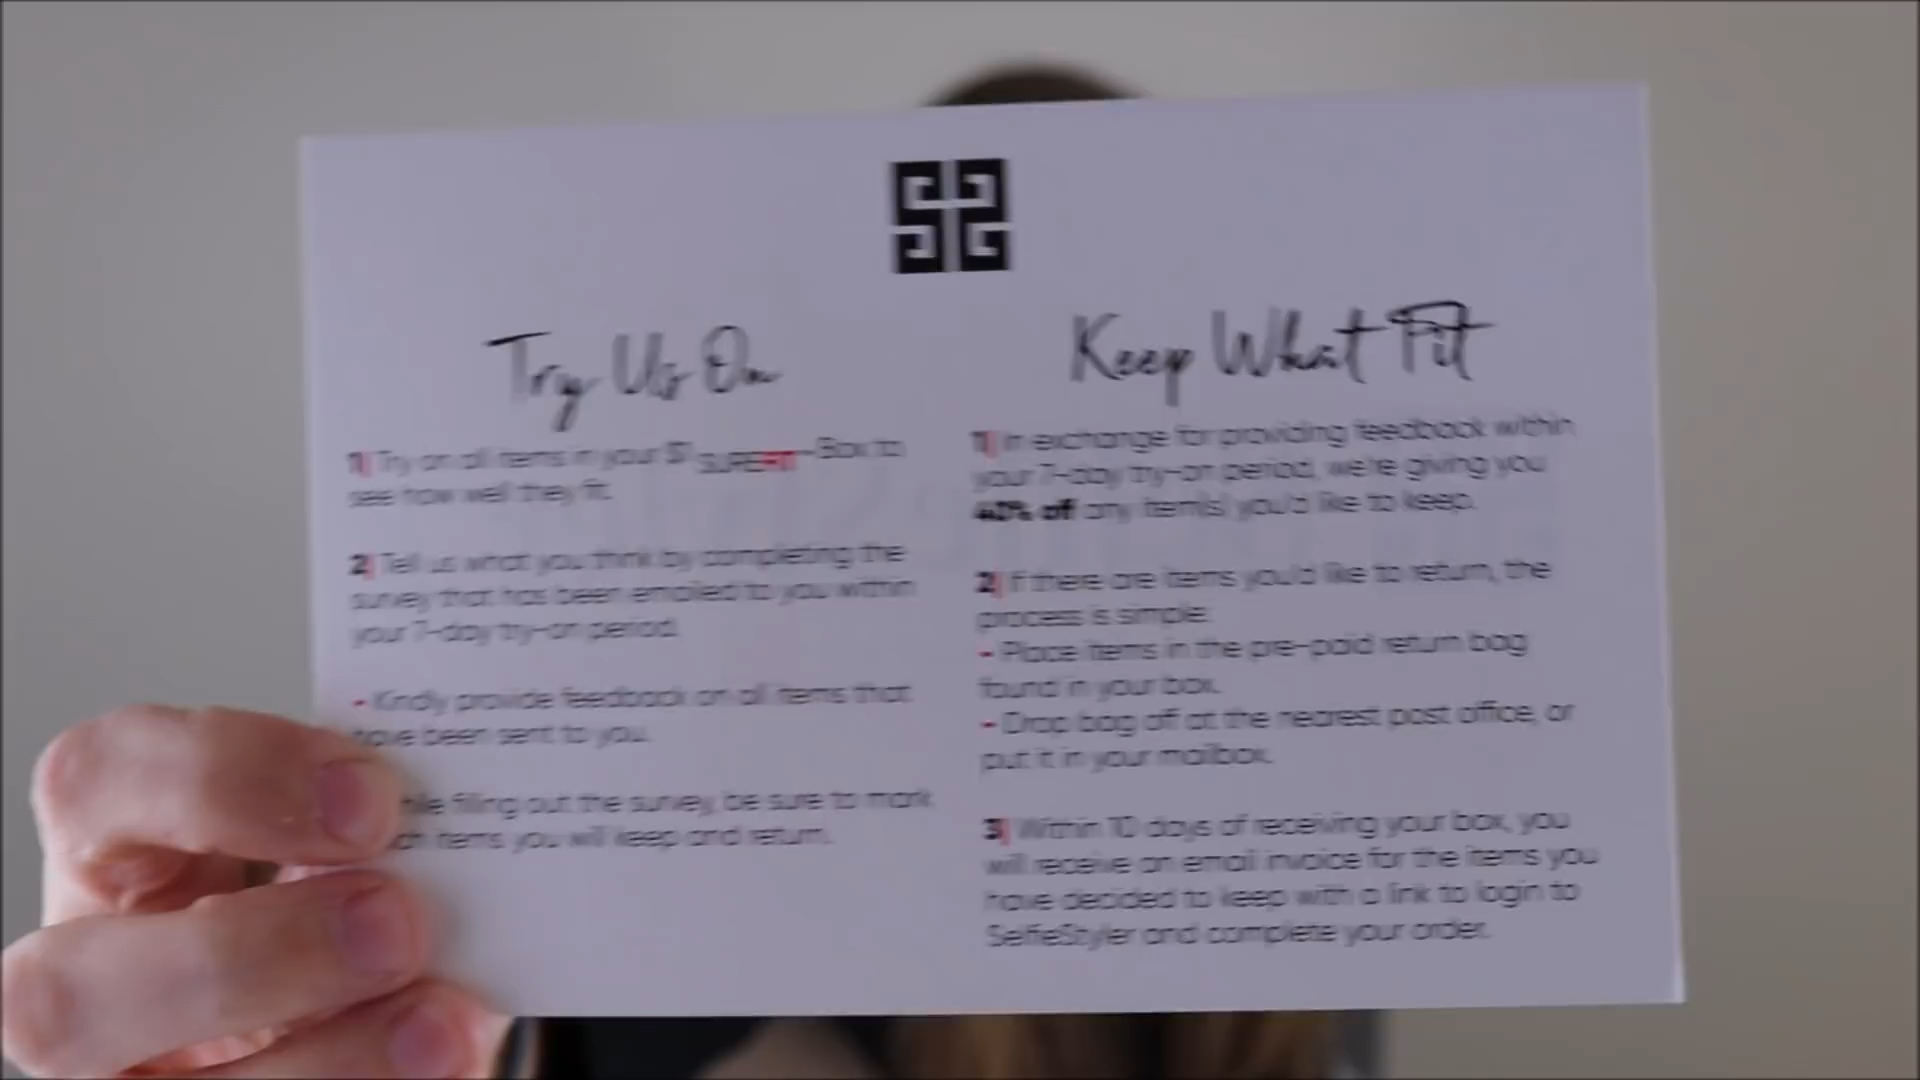 Try Us On
1| Try on all items in your $1 SUREFIT-Box to
see how well they fit.
2| Tell us what you think by completing the
survey that has been emailed to you within
your 7-day try-on period.
- Kindly provide feedback on all items that
have been sent to you.
filling out the survey, be sure to mark
items you will keep and return.
Keep What Fit
1| In exchange for providing feedback within
your 7-day try-on period, we're giving you
40% off any item(s) you'd like to keep.
2| If there are items you'd like to return, the
process is simple:
- Place items in the pre-paid return bag
found in your box.
- Drop bag off at the nearest post office, or
put it in your mailbox.
3| Within 10 days of receiving your box, you
will receive an email invoice for the items you
have decided to keep with a link to login to
SelfieStyler and complete your order.